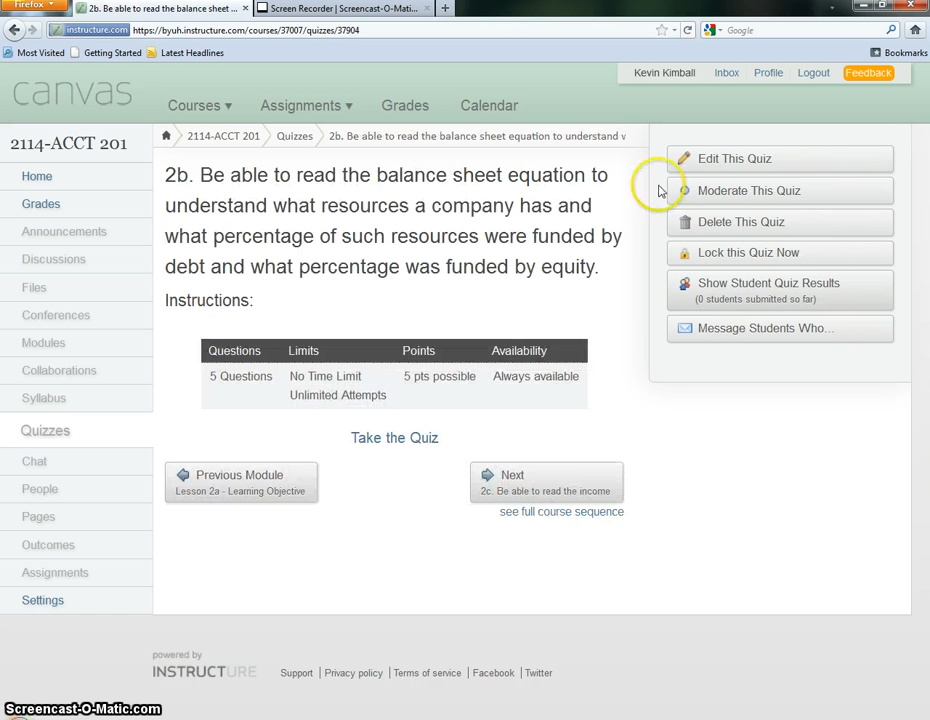 Firefox
2b. Be able to read the balance sheet ...
Screen Recorder | Screencast-O-Mati...
instructure.com
https://byuh.instructure.com/courses/37007/quizzes/37904
Google
Most Visited
Getting Started
Latest Headlines
Bookmarks
canvas
Kevin Kimball
Inbox
Profile
Logout
Feedback
Courses
Assignments
Grades
Calendar
2114-ACCT 201
Home
Grades
Announcements
Discussions
Files
Conferences
Modules
Collaborations
Syllabus
Quizzes
Chat
People
Pages
Outcomes
Assignments
Settings
2114-ACCT 201
Quizzes
2b. Be able to read the balance sheet equation to understand v
2b. Be able to read the balance sheet equation to
understand what resources a company has and
what percentage of such resources were funded by
debt and what percentage was funded by equity.
Instructions:
Questions Limits Points Availability
5 Questions No Time Limit 5 pts possible Always available
Unlimited Attempts
Take the Quiz
Previous Module
Lesson 2a - Learning Objective
Next
2c. Be able to read the income
see full course sequence
Edit This Quiz
Moderate This Quiz
Delete This Quiz
Lock this Quiz Now
Show Student Quiz Results
(0 students submitted so far)
Message Students Who...
powered by
INSTRUCTURE
Support | Privacy policy | Terms of service | Facebook | Twitter
Screencast-O-Matic.com